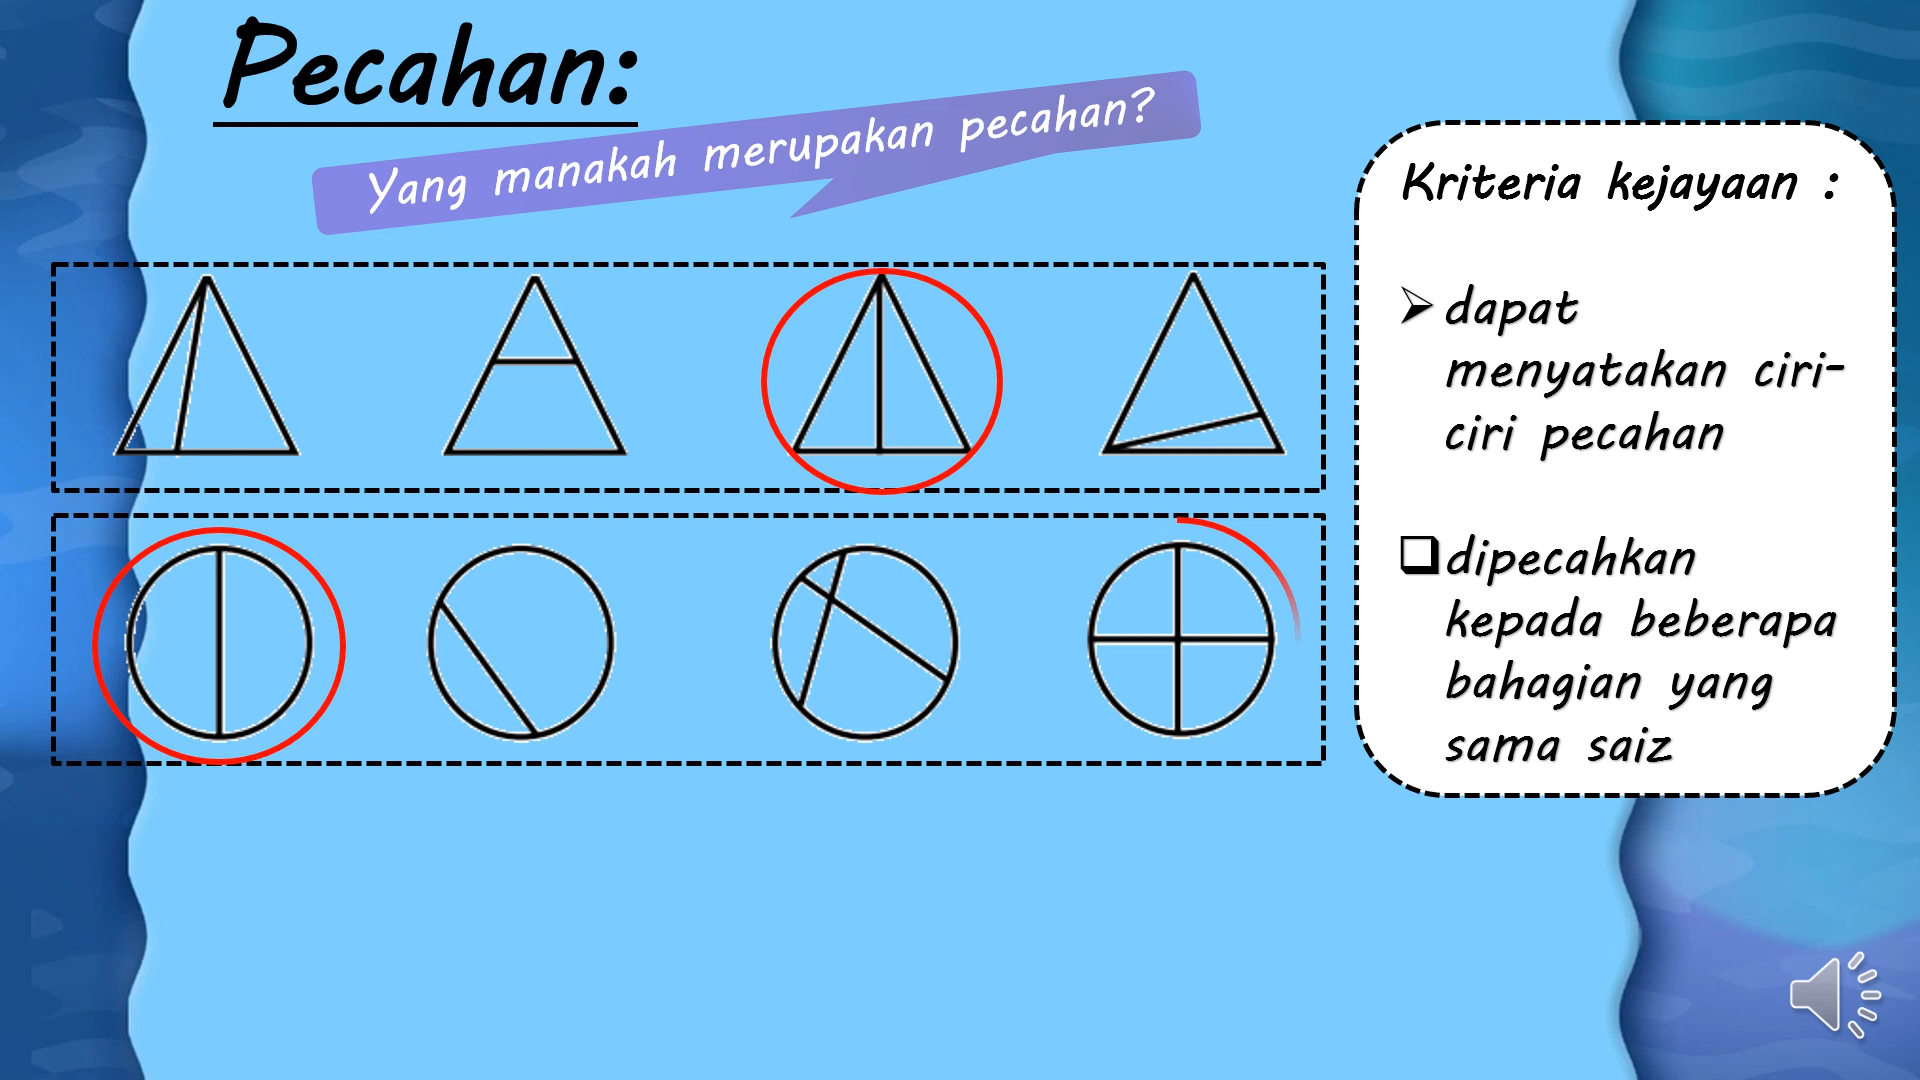 Pecahan:
Yang manakah merupakan pecahan?
Kriteria kejayaan :
dapat
menyatakan ciri-
ciri pecahan
dipecahkan
kepada beberapa
bahagian yang
sama saiz